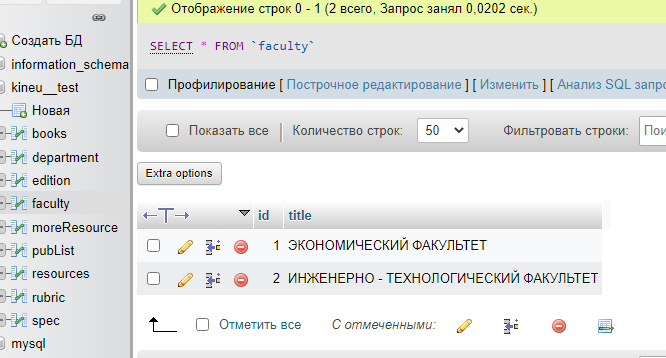 Создать БД
information_schema
kineu__test
Новая
books
department
edition
faculty
moreResource
pubList
resources
rubric
spec
mysql
Отображение строк 0 - 1 (2 всего, Запрос занял 0,0202 сек.)
SELECT * FROM `faculty`
Профилирование [ Построчное редактирование ] [ Изменить ] [ Анализ SQL запро
Показать все Количество строк: 50 Фильтровать строки: Пои
Extra options
id title
1 ЭКОНОМИЧЕСКИЙ ФАКУЛЬТЕТ
2 ИНЖЕНЕРНО - ТЕХНОЛОГИЧЕСКИЙ ФАКУЛЬТЕТ
Отметить все С отмеченными: